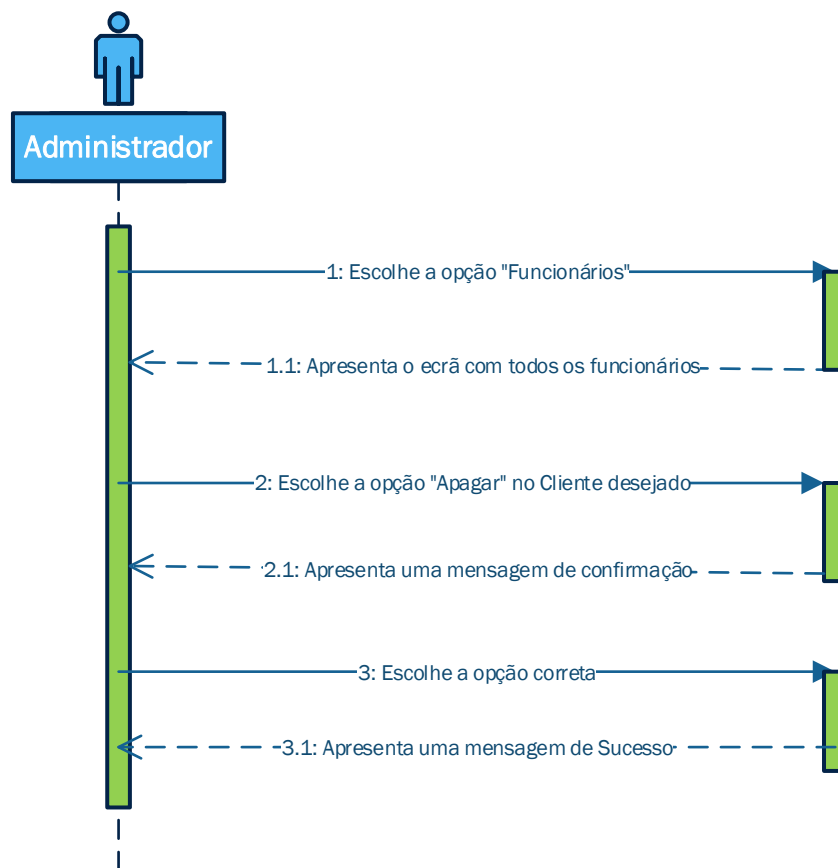 Administrador
1: Escolhe a opção "Funcionários"
1.1: Apresenta o ecrã com todos os funcionários
2: Escolhe a opção "Apagar" no Cliente desejado
2.1: Apresenta uma mensagem de confirmação
3: Escolhe a opção correta
3.1: Apresenta uma mensagem de Sucesso